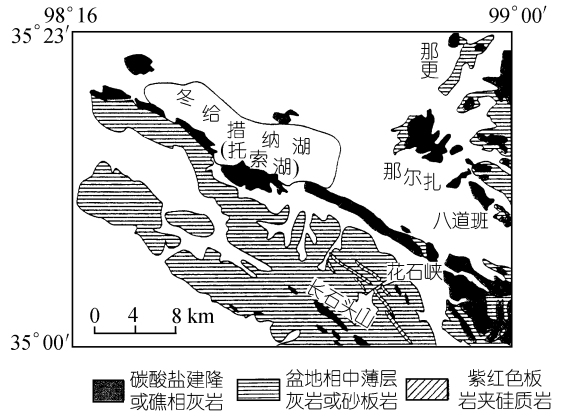 98°16
99°00′
35°23′
那更
冬给措纳湖
(托索湖)
那尔扎
八道班
花石峡
长石头山
0 4 8 km
35°00′
碳酸盐建隆
或礁相灰岩
盆地相中薄层
灰岩或砂板岩
紫红色板
岩夹硅质岩